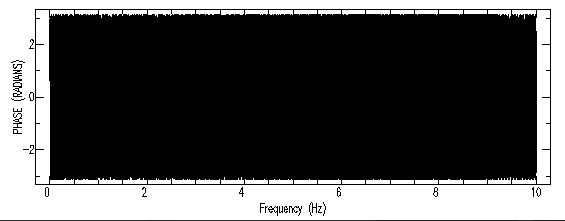 2
0
−2
PHASE (RADIANS)
0 2 4 6 8 10
Frequency (Hz)